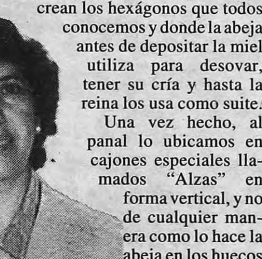 crean los hexágonos que todos
conocemos y donde la abeja
antes de depositar la miel
utiliza para desovar,
tener su cría y hasta la
reina los usa como suite.
Una vez hecho, al
panal lo ubicamos en
cajones especiales lla-
mados "Alzas" en
forma vertical, y no
de cualquier man-
era como lo hace la
abeja en los huecos